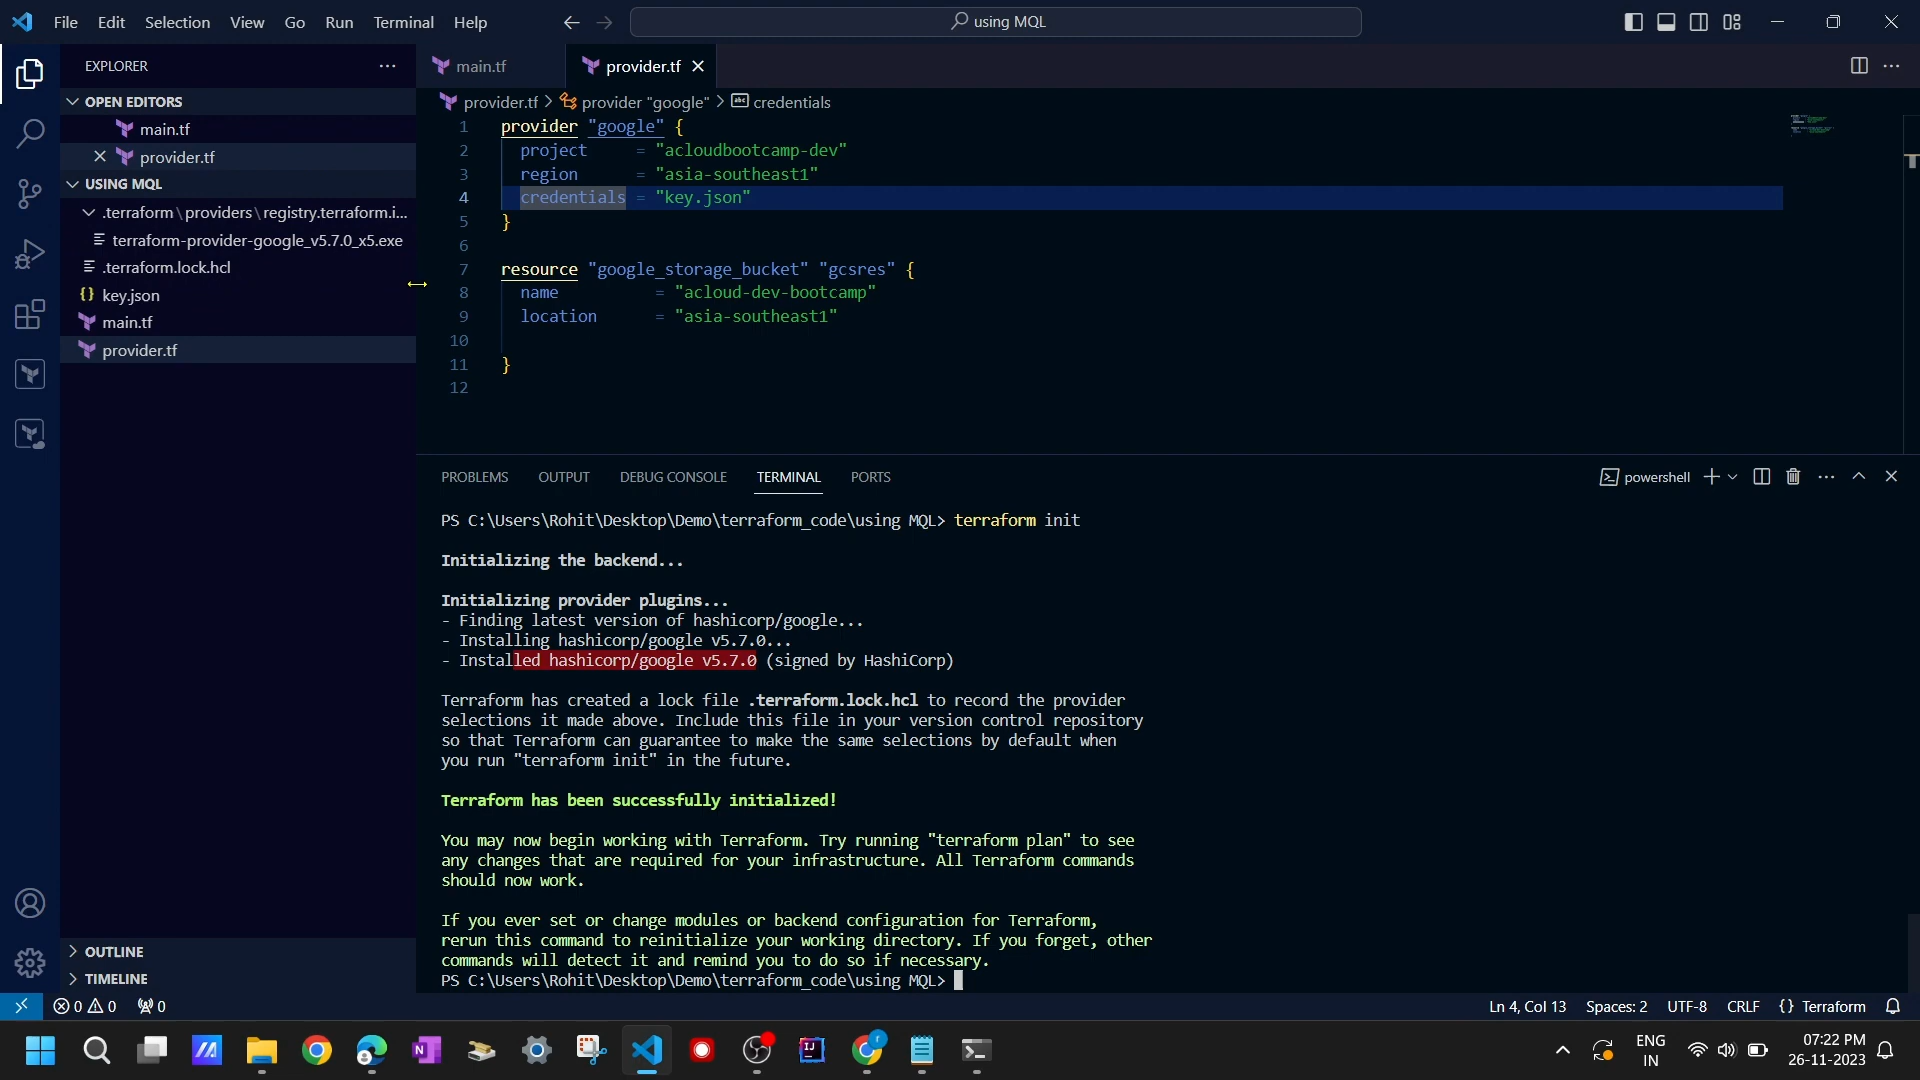 File Edit Selection View Go Run Terminal Help
using MQL
EXPLORER
main.tf
provider.tf
OPEN EDITORS
main.tf
provider.tf
USING MQL
.terraform\providers\registry.terraform.i...
terraform-provider-google_v5.7.0_x5.exe
.terraform.lock.hcl
{} key.json
main.tf
provider.tf
OUTLINE
TIMELINE
provider.tf > provider "google" > abc credentials
1 provider "google" {
2 project = "acloudbootcamp-dev"
3 region = "asia-southeast1"
4 credentials = "key.json"
5 }
6
7 resource "google_storage_bucket" "gcsres" {
8 name = "acloud-dev-bootcamp"
9 location = "asia-southeast1"
10
11 }
12
PROBLEMS OUTPUT DEBUG CONSOLE TERMINAL PORTS
powershell
PS C:\Users\Rohit\Desktop\Demo\terraform_code\using MQL> terraform init
Initializing the backend...
Initializing provider plugins...
- Finding latest version of hashicorp/google...
- Installing hashicorp/google v5.7.0...
- Installed hashicorp/google v5.7.0 (signed by HashiCorp)
Terraform has created a lock file .terraform.lock.hcl to record the provider
selections it made above. Include this file in your version control repository
so that Terraform can guarantee to make the same selections by default when
you run "terraform init" in the future.
Terraform has been successfully initialized!
You may now begin working with Terraform. Try running "terraform plan" to see
any changes that are required for your infrastructure. All Terraform commands
should now work.
If you ever set or change modules or backend configuration for Terraform,
rerun this command to reinitialize your working directory. If you forget, other
commands will detect it and remind you to do so if necessary.
PS C:\Users\Rohit\Desktop\Demo\terraform_code\using MQL>
0 0 0
Ln 4, Col 13 Spaces: 2 UTF-8 CRLF {} Terraform
ENG
IN
07:22 PM
26-11-2023